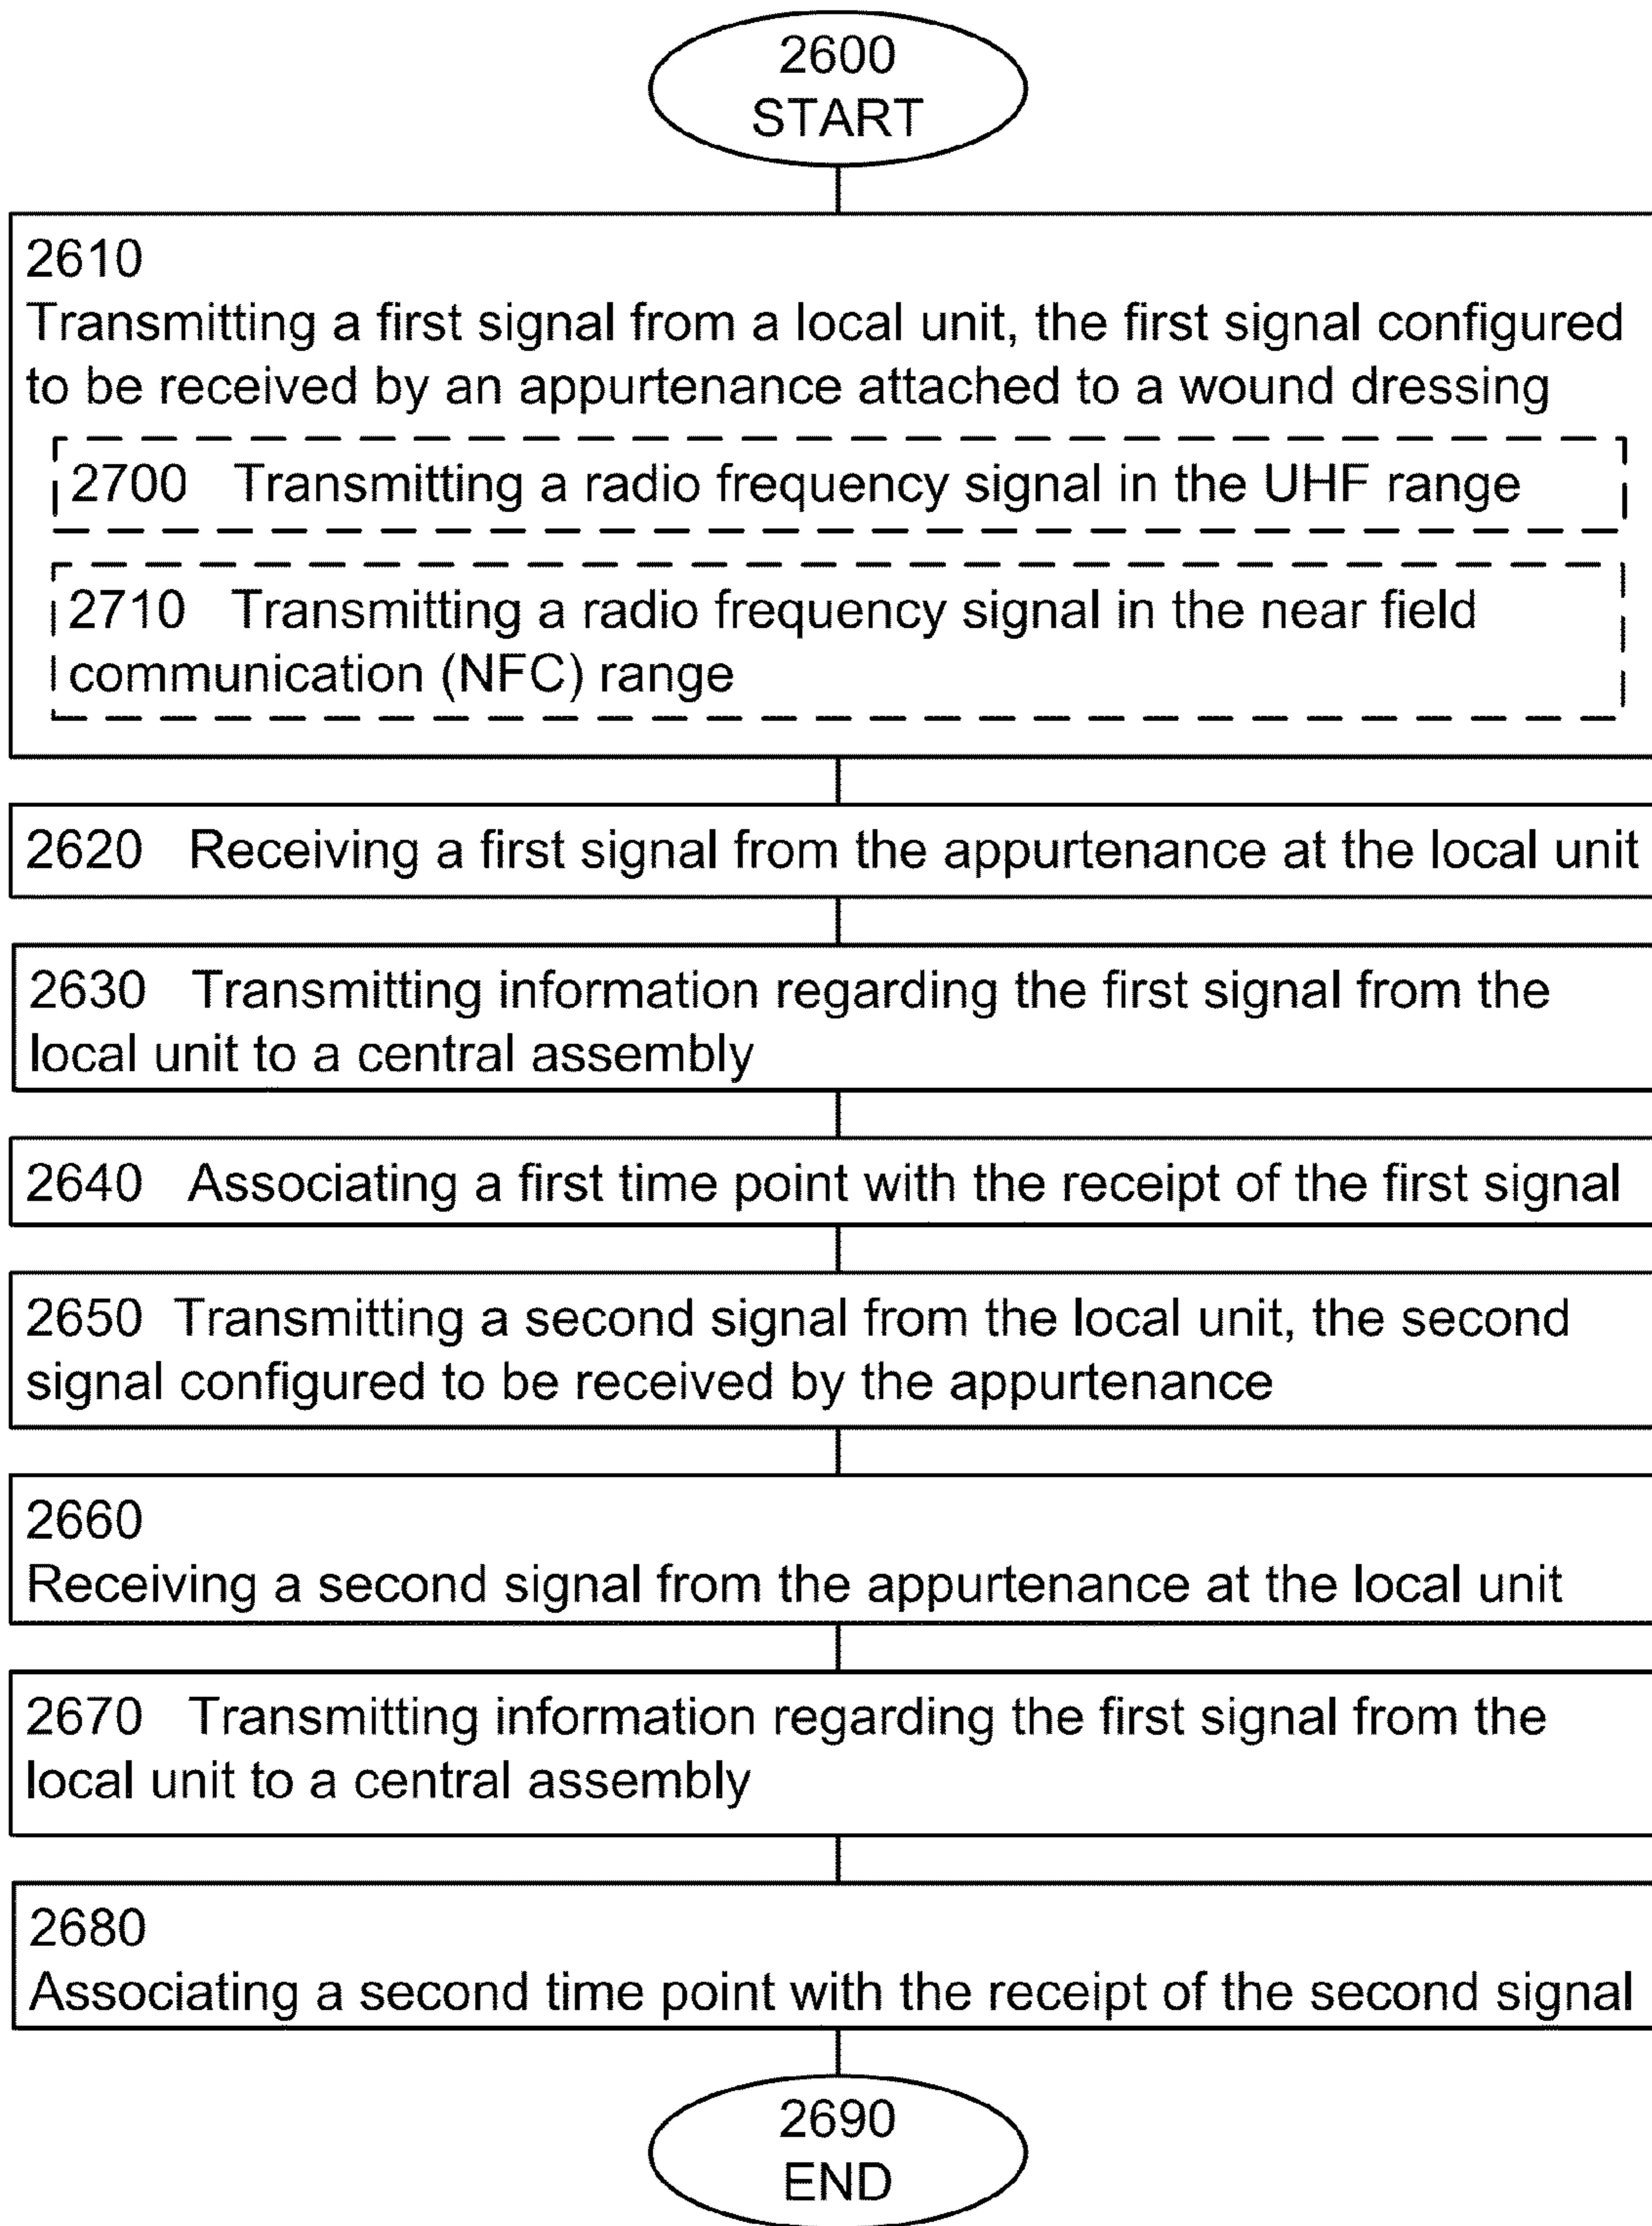 2600
START
2610
Transmitting a first signal from a local unit, the first signal configured
to be received by an appurtenance attached to a wound dressing
2700 Transmitting a radio frequency signal in the UHF range
2710 Transmitting a radio frequency signal in the near field
communication (NFC) range
2620 Receiving a first signal from the appurtenance at the local unit
2630 Transmitting information regarding the first signal from the
local unit to a central assembly
2640 Associating a first time point with the receipt of the first signal
2650 Transmitting a second signal from the local unit, the second
signal configured to be received by the appurtenance
2660
Receiving a second signal from the appurtenance at the local unit
2670 Transmitting information regarding the first signal from the
local unit to a central assembly
2680
Associating a second time point with the receipt of the second signal
2690
END